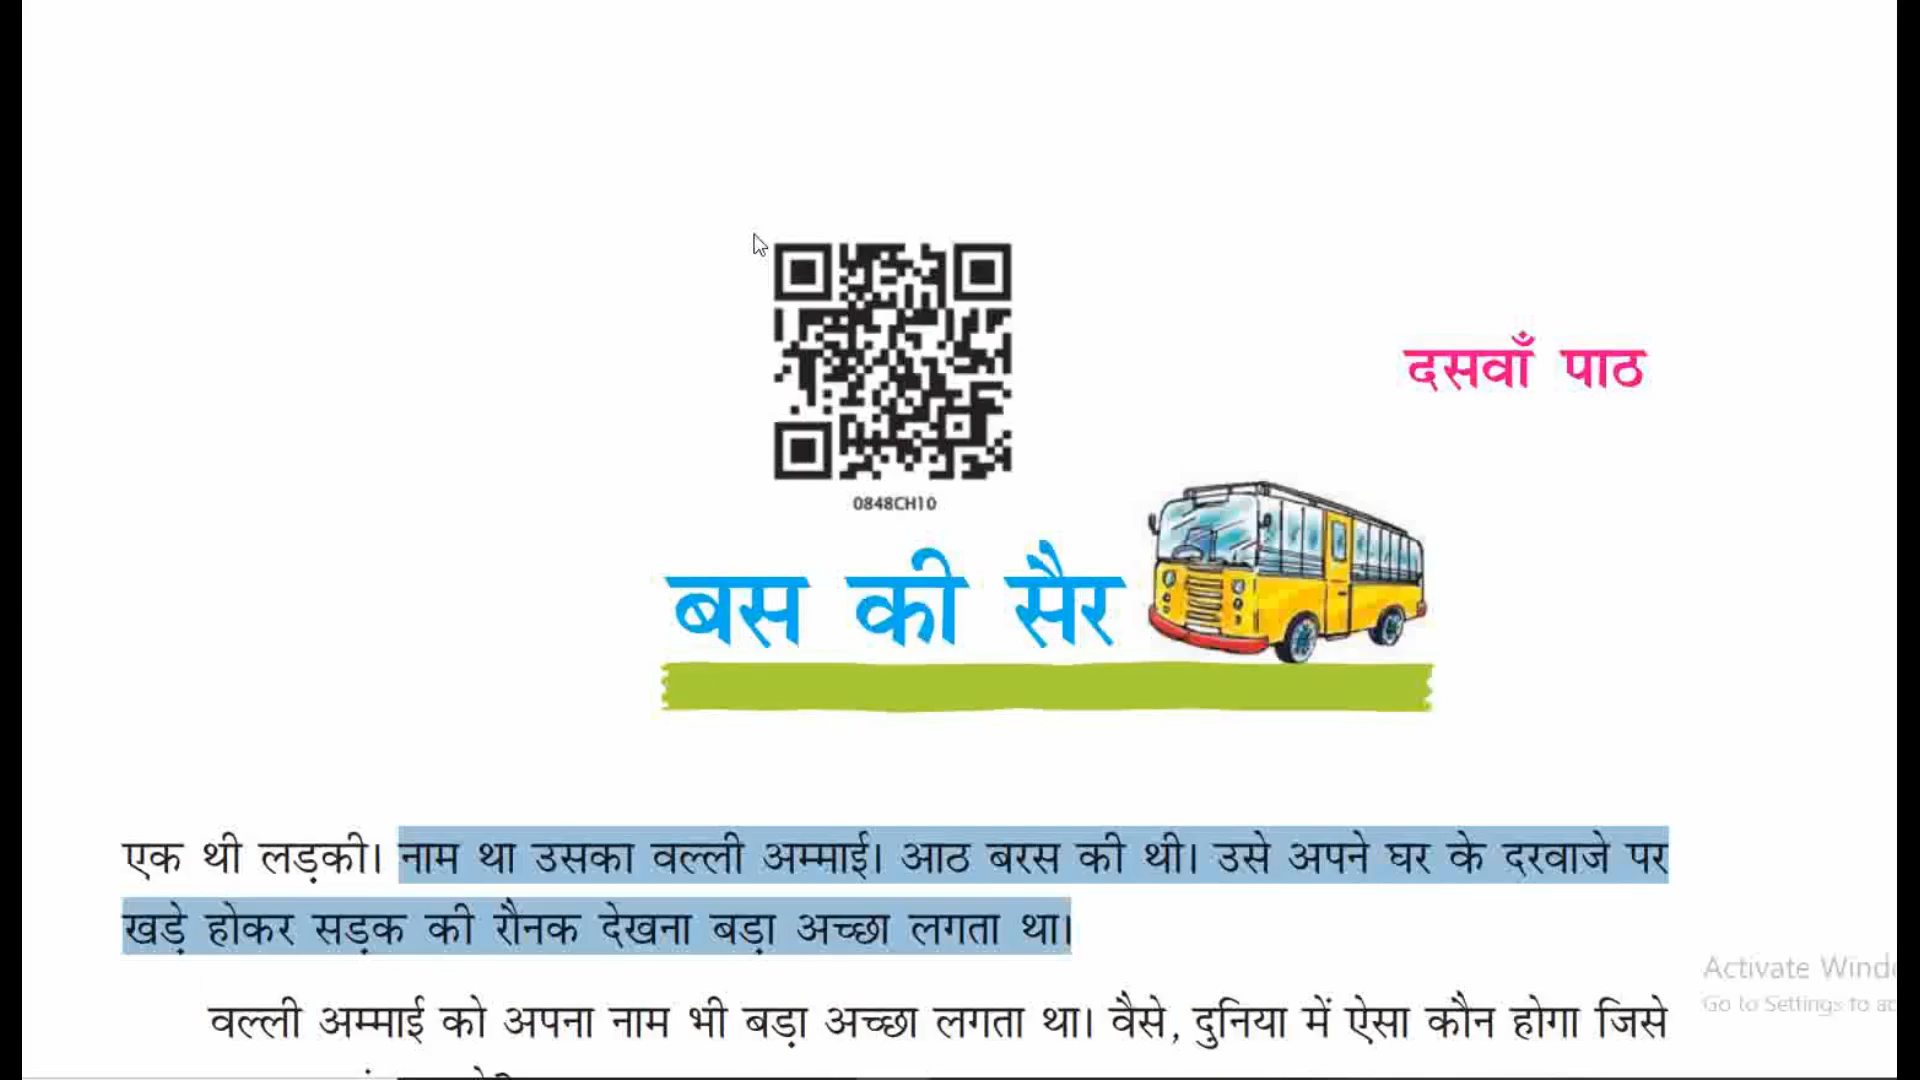 दसवाँ पाठ
0848CH10
बस की सैर
एक थी लड़की। नाम था उसका वल्ली अम्माई। आठ बरस की थी। उसे अपने घर के दरवाजे पर
खड़े होकर सड़क की रौनक देखना बड़ा अच्छा लगता था।
वल्ली अम्माई को अपना नाम भी बड़ा अच्छा लगता था। वैसे, दुनिया में ऐसा कौन होगा जिसे
Activate Wind
Go to Settings to ac